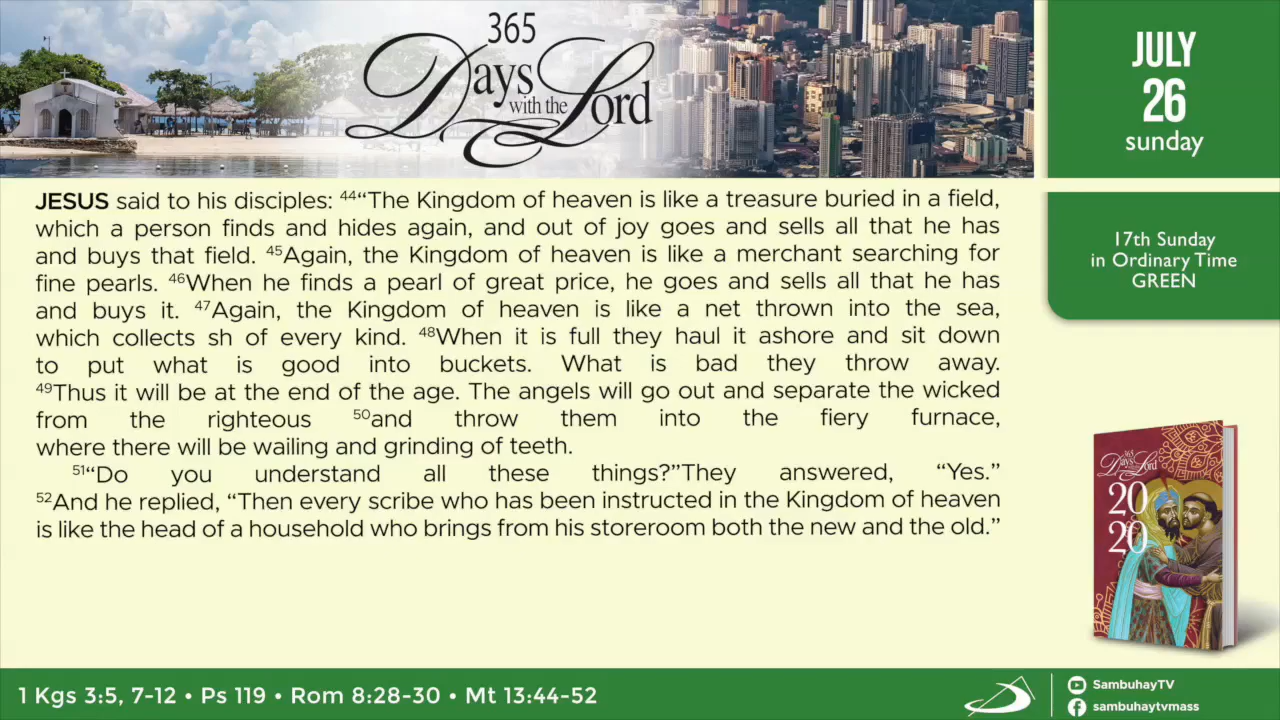 365
Days with the Lord
JULY
26
sunday
17th Sunday
in Ordinary Time
GREEN
JESUS said to his disciples: 44“The Kingdom of heaven is like a treasure buried in a field,
which a person finds and hides again, and out of joy goes and sells all that he has
and buys that field. 45Again, the Kingdom of heaven is like a merchant searching for
fine pearls. 46When he finds a pearl of great price, he goes and sells all that he has
and buys it. 47Again, the Kingdom of heaven is like a net thrown into the sea,
which collects sh of every kind. 48When it is full they haul it ashore and sit down
to put what is good into buckets. What is bad they throw away.
49Thus it will be at the end of the age. The angels will go out and separate the wicked
from the righteous 50and throw them into the fiery furnace,
where there will be wailing and grinding of teeth.
51“Do you understand all these things?”They answered, “Yes.”
52And he replied, “Then every scribe who has been instructed in the Kingdom of heaven
is like the head of a household who brings from his storeroom both the new and the old.”
365
Days with the Lord
20
20
1 Kgs 3:5, 7-12 • Ps 119 • Rom 8:28-30 • Mt 13:44-52
SambuhayTV
sambuhaytvmass